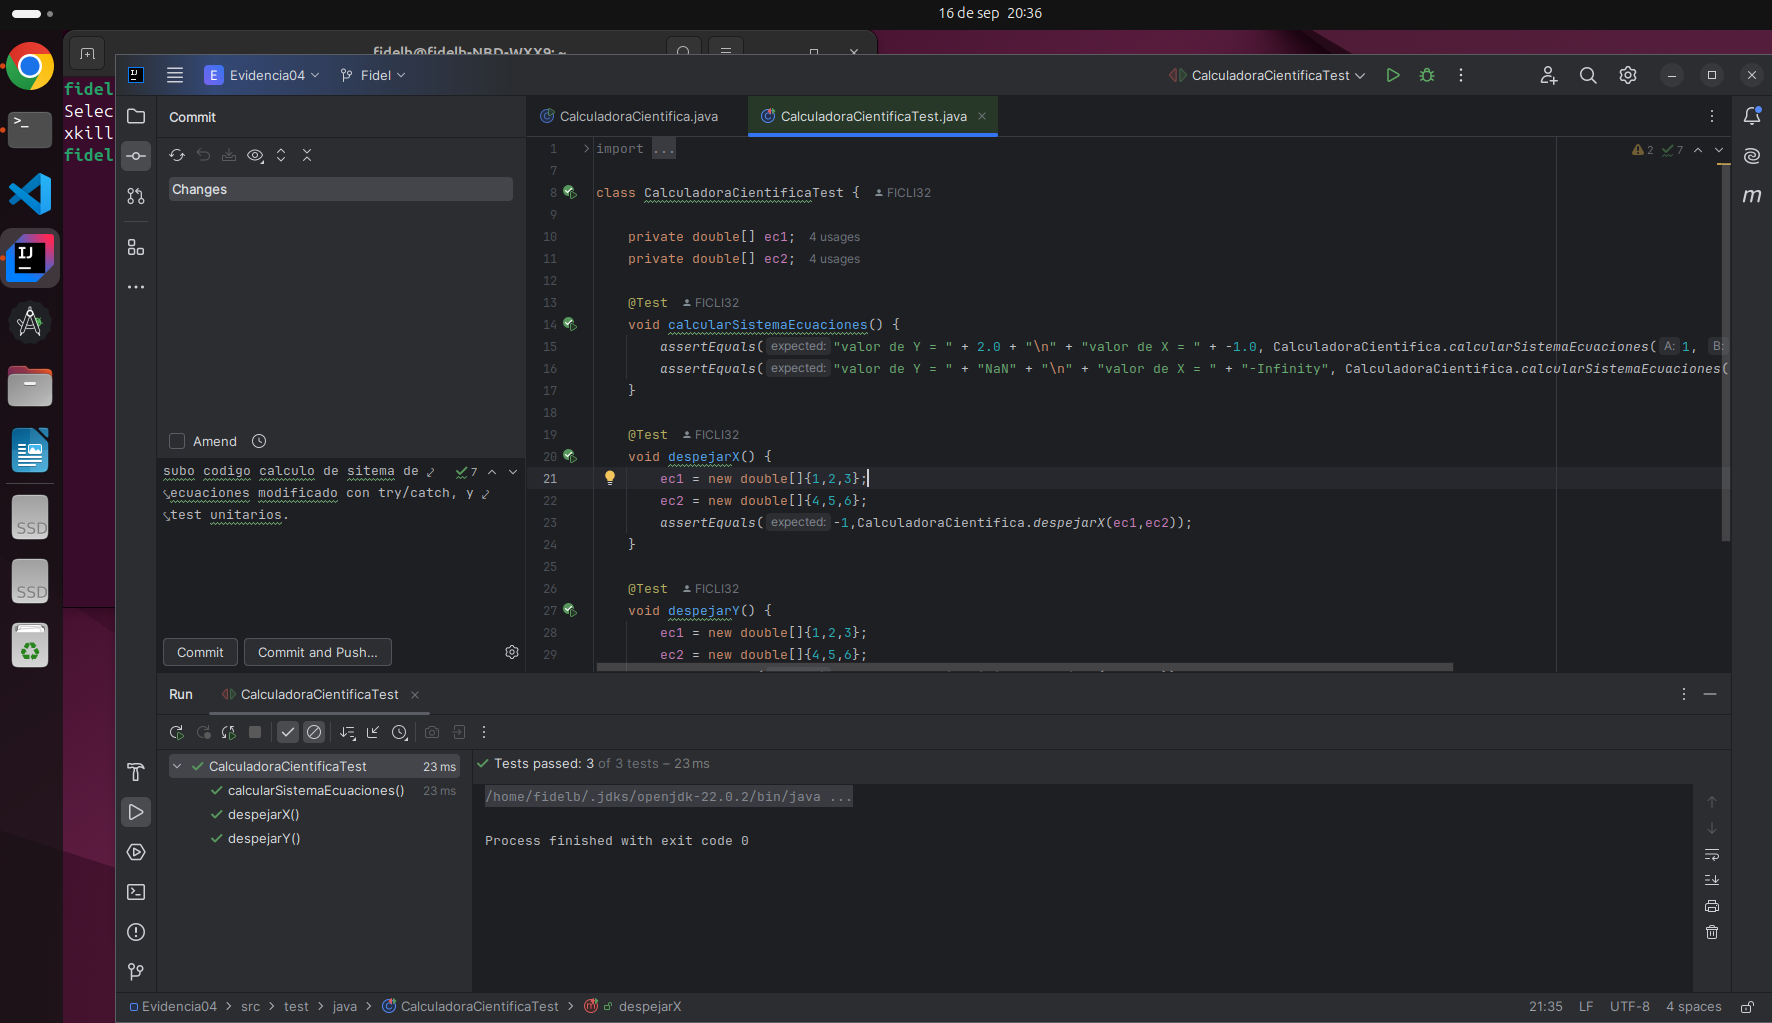 16 de sep 20:36
fidelb@fidelb-NBD-WXX9: ~
fidel
Selec
xkill
fidel
Evidencia04
Fidel
CalculadoraCientificaTest
Commit
CalculadoraCientifica.java
CalculadoraCientificaTest.java
Changes
Amend
subo codigo calculo de sitema de
ecuaciones modificado con try/catch, y
test unitarios.
7
Commit
Commit and Push...
2
7
1 import ...
7
8 class CalculadoraCientificaTest { FICLI32
9
10 private double[] ec1; 4 usages
11 private double[] ec2; 4 usages
12
13 @Test FICLI32
14 void calcularSistemaEcuaciones() {
15 assertEquals( expected: "valor de Y = " + 2.0 + "\n" + "valor de X = " + -1.0, CalculadoraCientifica.calcularSistemaEcuaciones( A: 1, B:
16 assertEquals( expected: "valor de Y = " + "NaN" + "\n" + "valor de X = " + "-Infinity", CalculadoraCientifica.calcularSistemaEcuaciones(
17 }
18
19 @Test FICLI32
20 void despejarX() {
21 ec1 = new double[]{1,2,3};
22 ec2 = new double[]{4,5,6};
23 assertEquals( expected: -1,CalculadoraCientifica.despejarX(ec1,ec2));
24 }
25
26 @Test FICLI32
27 void despejarY() {
28 ec1 = new double[]{1,2,3};
29 ec2 = new double[]{4,5,6};
Run
CalculadoraCientificaTest
CalculadoraCientificaTest 23 ms
calcularSistemaEcuaciones() 23 ms
despejarX()
despejarY()
Tests passed: 3 of 3 tests – 23 ms
/home/fidelb/.jdks/openjdk-22.0.2/bin/java ...
Process finished with exit code 0
SSD
SSD
Evidencia04 > src > test > java > CalculadoraCientificaTest > despejarX
21:35 LF UTF-8 4 spaces